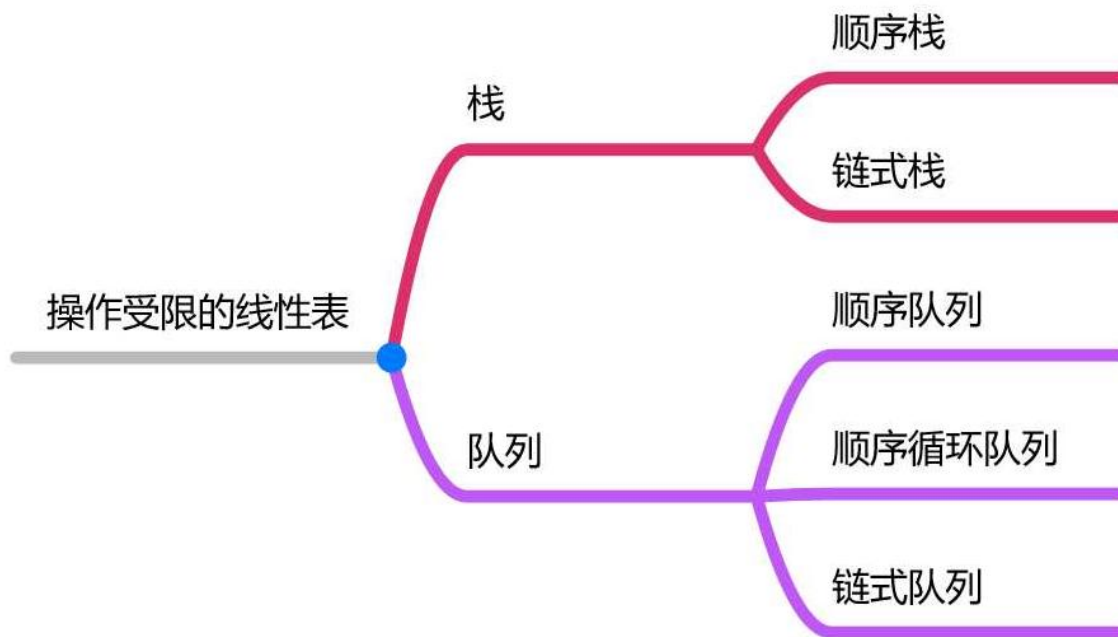 操作受限的线性表
栈
顺序栈
链式栈
队列
顺序队列
顺序循环队列
链式队列